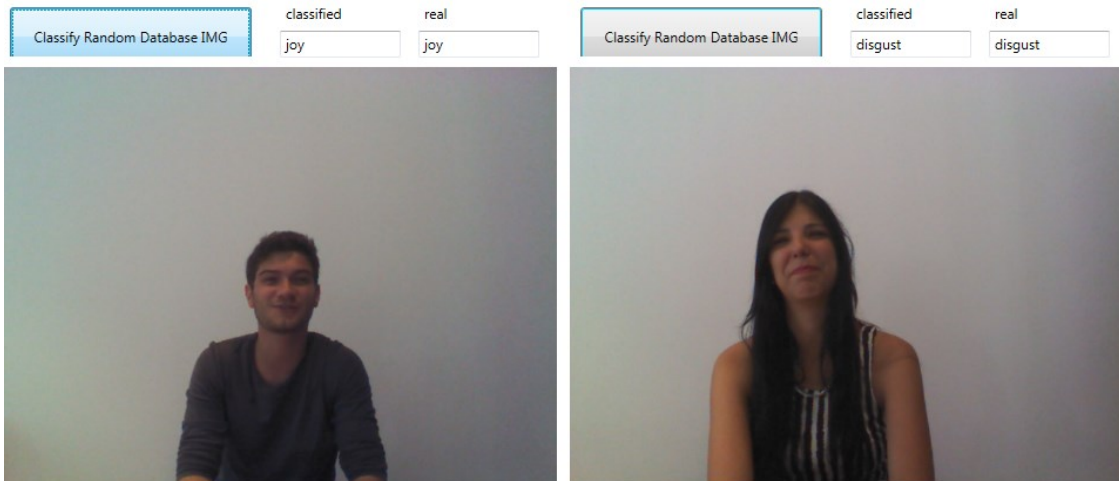 classified real classified real
Classify Random Database IMG joy joy Classify Random Database IMG disgust disgust